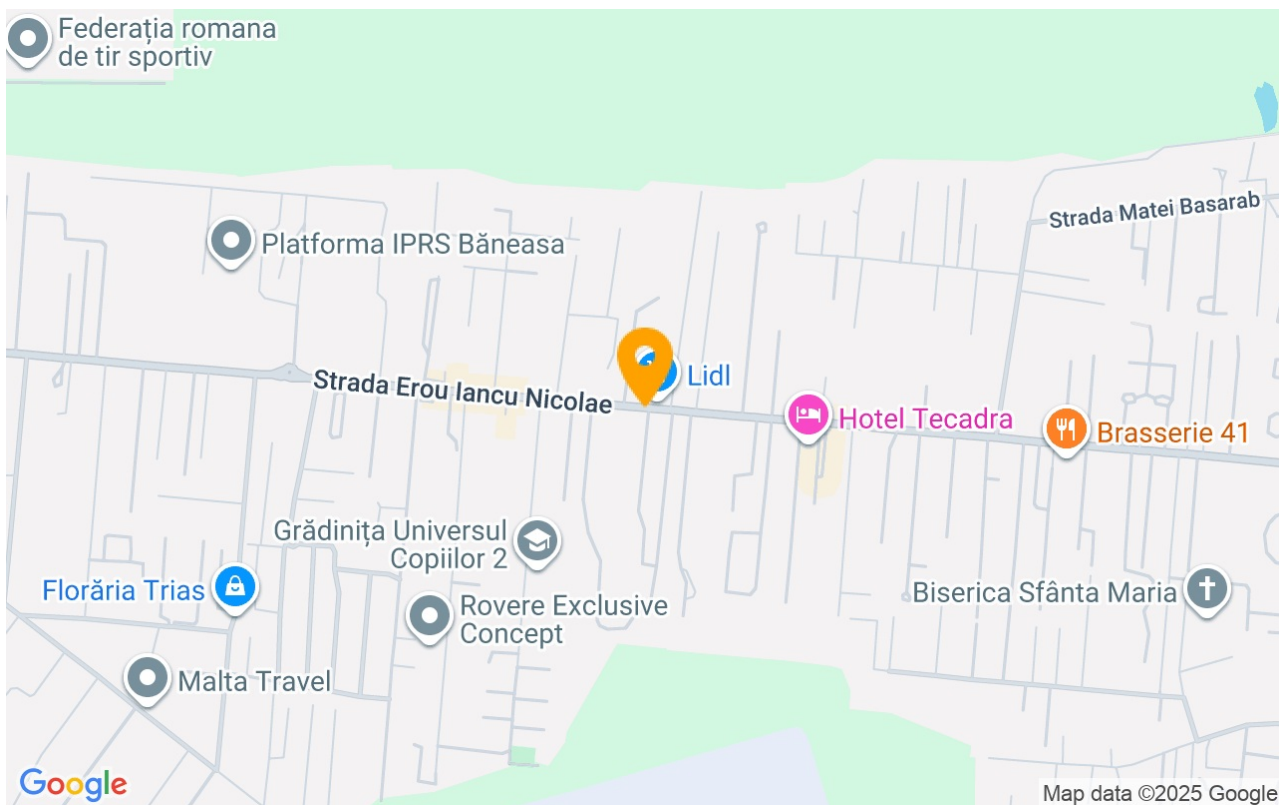 Federația romana
de tir sportiv
Strada Matei Basarab
Platforma IPRS Băneasa
Lidl
Strada Erou Iancu Nicolae
Hotel Tecadra
Brasserie 41
Grădinița Universul
Copiilor 2
Florăria Trias
Biserica Sfânta Maria
Rovere Exclusive
Concept
Malta Travel
Google
Map data ©2025 Google